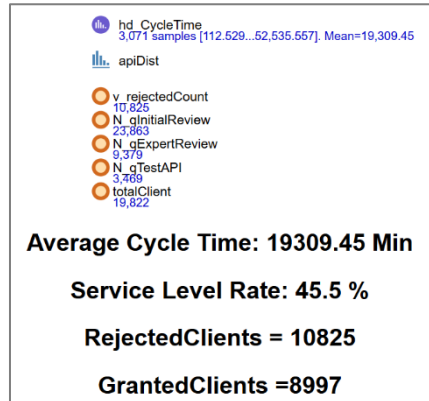 hd_CycleTime
3,071 samples [112.529...52,535.557]. Mean=19,309.45
apiDist
v_rejectedCount
10,825
N_qInitialReview
23,863
N_qExpertReview
9,379
N_qTestAPI
3,469
totalClient
19,822
Average Cycle Time: 19309.45 Min
Service Level Rate: 45.5 %
RejectedClients = 10825
GrantedClients =8997